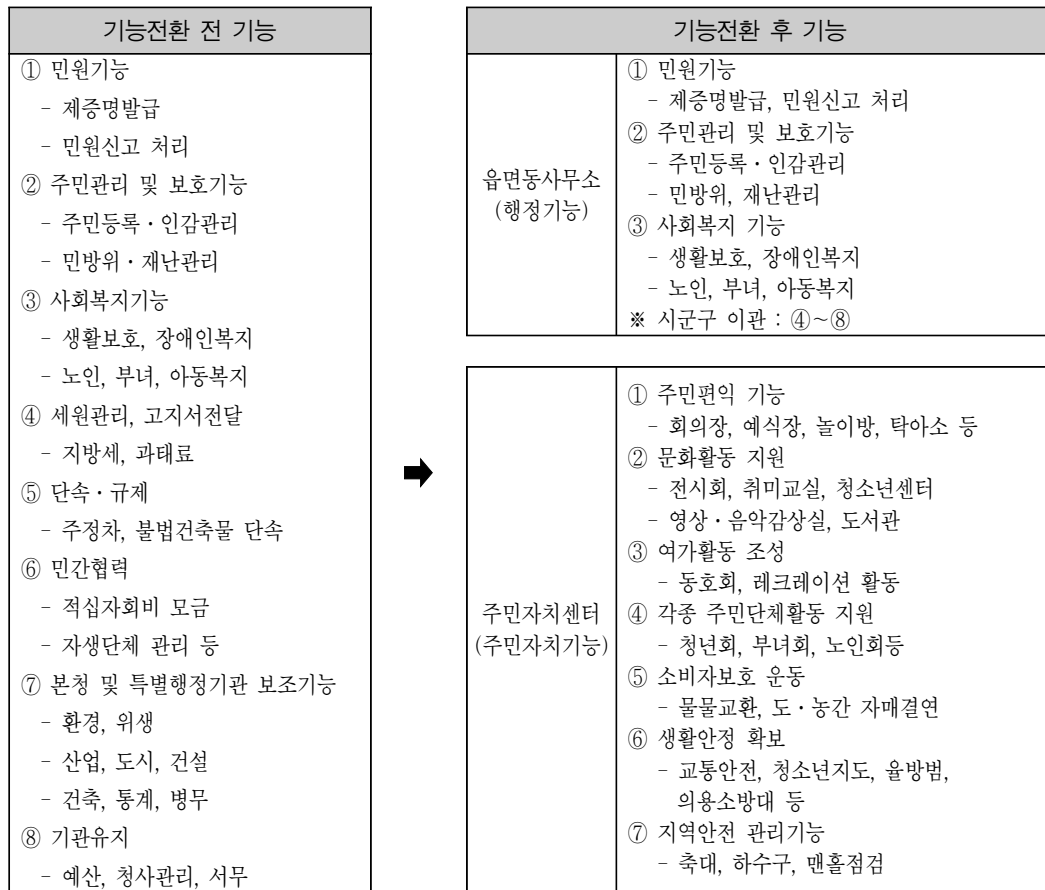 기능전환 전 기능
① 민원기능
- 제증명발급
- 민원신고 처리
② 주민관리 및 보호기능
- 주민등록・인감관리
- 민방위・재난관리
③ 사회복지기능
- 생활보호, 장애인복지
- 노인, 부녀, 아동복지
④ 세원관리, 고지서전달
- 지방세, 과태료
⑤ 단속・규제
- 주정차, 불법건축물 단속
⑥ 민간협력
- 적십자회비 모금
- 자생단체 관리 등
⑦ 본청 및 특별행정기관 보조기능
- 환경, 위생
- 산업, 도시, 건설
- 건축, 통계, 병무
⑧ 기관유지
- 예산, 청사관리, 서무
기능전환 후 기능
읍면동사무소
(행정기능)
① 민원기능
- 제증명발급, 민원신고 처리
② 주민관리 및 보호기능
- 주민등록・인감관리
- 민방위, 재난관리
③ 사회복지 기능
- 생활보호, 장애인복지
- 노인, 부녀, 아동복지
※ 시군구 이관 : ④~⑧
주민자치센터
(주민자치기능)
① 주민편익 기능
- 회의장, 예식장, 놀이방, 탁아소 등
② 문화활동 지원
- 전시회, 취미교실, 청소년센터
- 영상・음악감상실, 도서관
③ 여가활동 조성
- 동호회, 레크레이션 활동
④ 각종 주민단체활동 지원
- 청년회, 부녀회, 노인회등
⑤ 소비자보호 운동
- 물물교환, 도・농간 자매결연
⑥ 생활안정 확보
- 교통안전, 청소년지도, 율방범,
의용소방대 등
⑦ 지역안전 관리기능
- 축대, 하수구, 맨홀점검